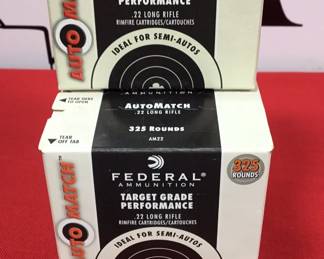 PERFORMANCE
.22 LONG RIFLE
RIMFIRE CARTRIDGES/CARTOUCHES
IDEAL FOR SEMI-AUTOS
AUTO MATCH
TEAR HERE
TO OPEN
AUTOMATCH
.22 LONG RIFLE
325 ROUNDS
AM22
TEAR
OFF TAB
FEDERAL
AMMUNITION
325
ROUNDS
TARGET GRADE
PERFORMANCE
.22 LONG RIFLE
RIMFIRE CARTRIDGES/CARTOUCHES
IDEAL FOR SEMI-AUTOS
AUTO MATCH